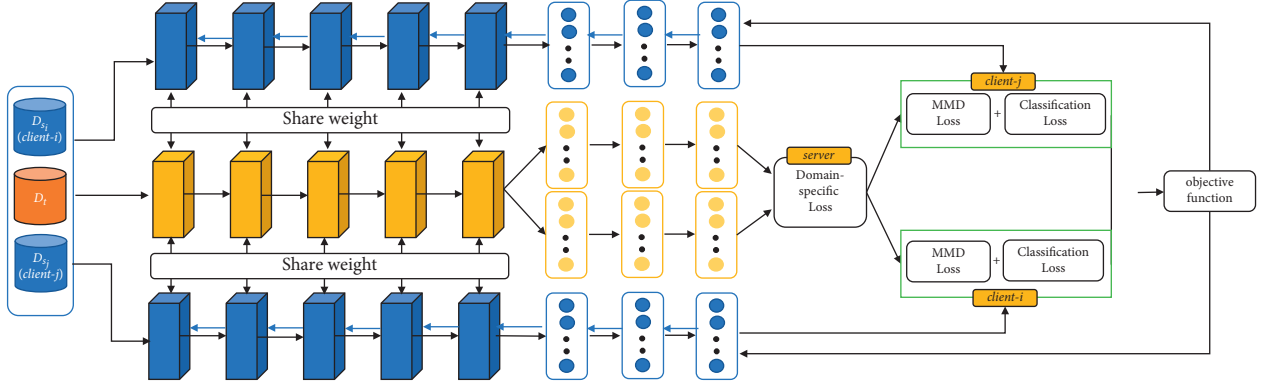 D_{s_i}
(client-i)
D_t
D_{s_j}
(client-j)
Share weight
Share weight
server
Domain-
specific
Loss
client-j
MMD
Loss
+
Classification
Loss
MMD
Loss
+
Classification
Loss
client-i
objective
function